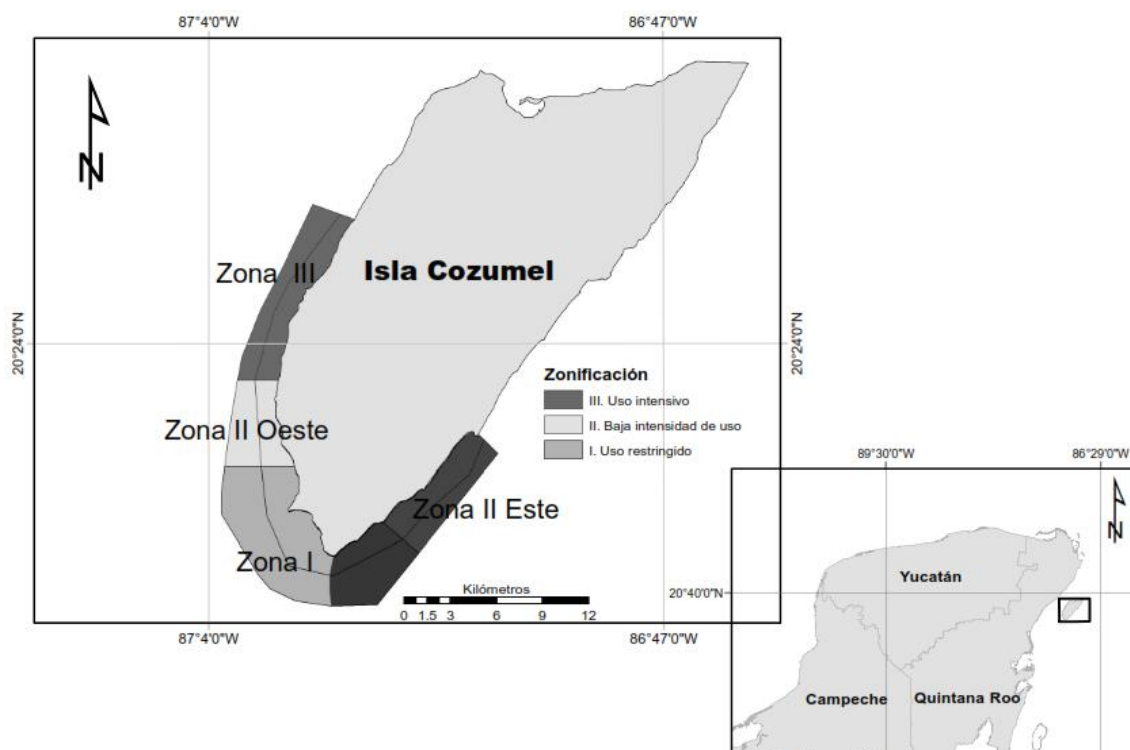 87°4'0"W
86°47'0"W
N
Zona III
Isla Cozumel
20°24'0"N
20°24'0"N
Zonificación
III. Uso intensivo
II. Baja intensidad de uso
I. Uso restringido
Zona II Oeste
Zona II Este
Zona I
Kilómetros
0 1.5 3 6 9 12
87°4'0"W
86°47'0"W
89°30'0"W
86°29'0"W
N
Yucatán
20°40'0"N
Campeche
Quintana Roo